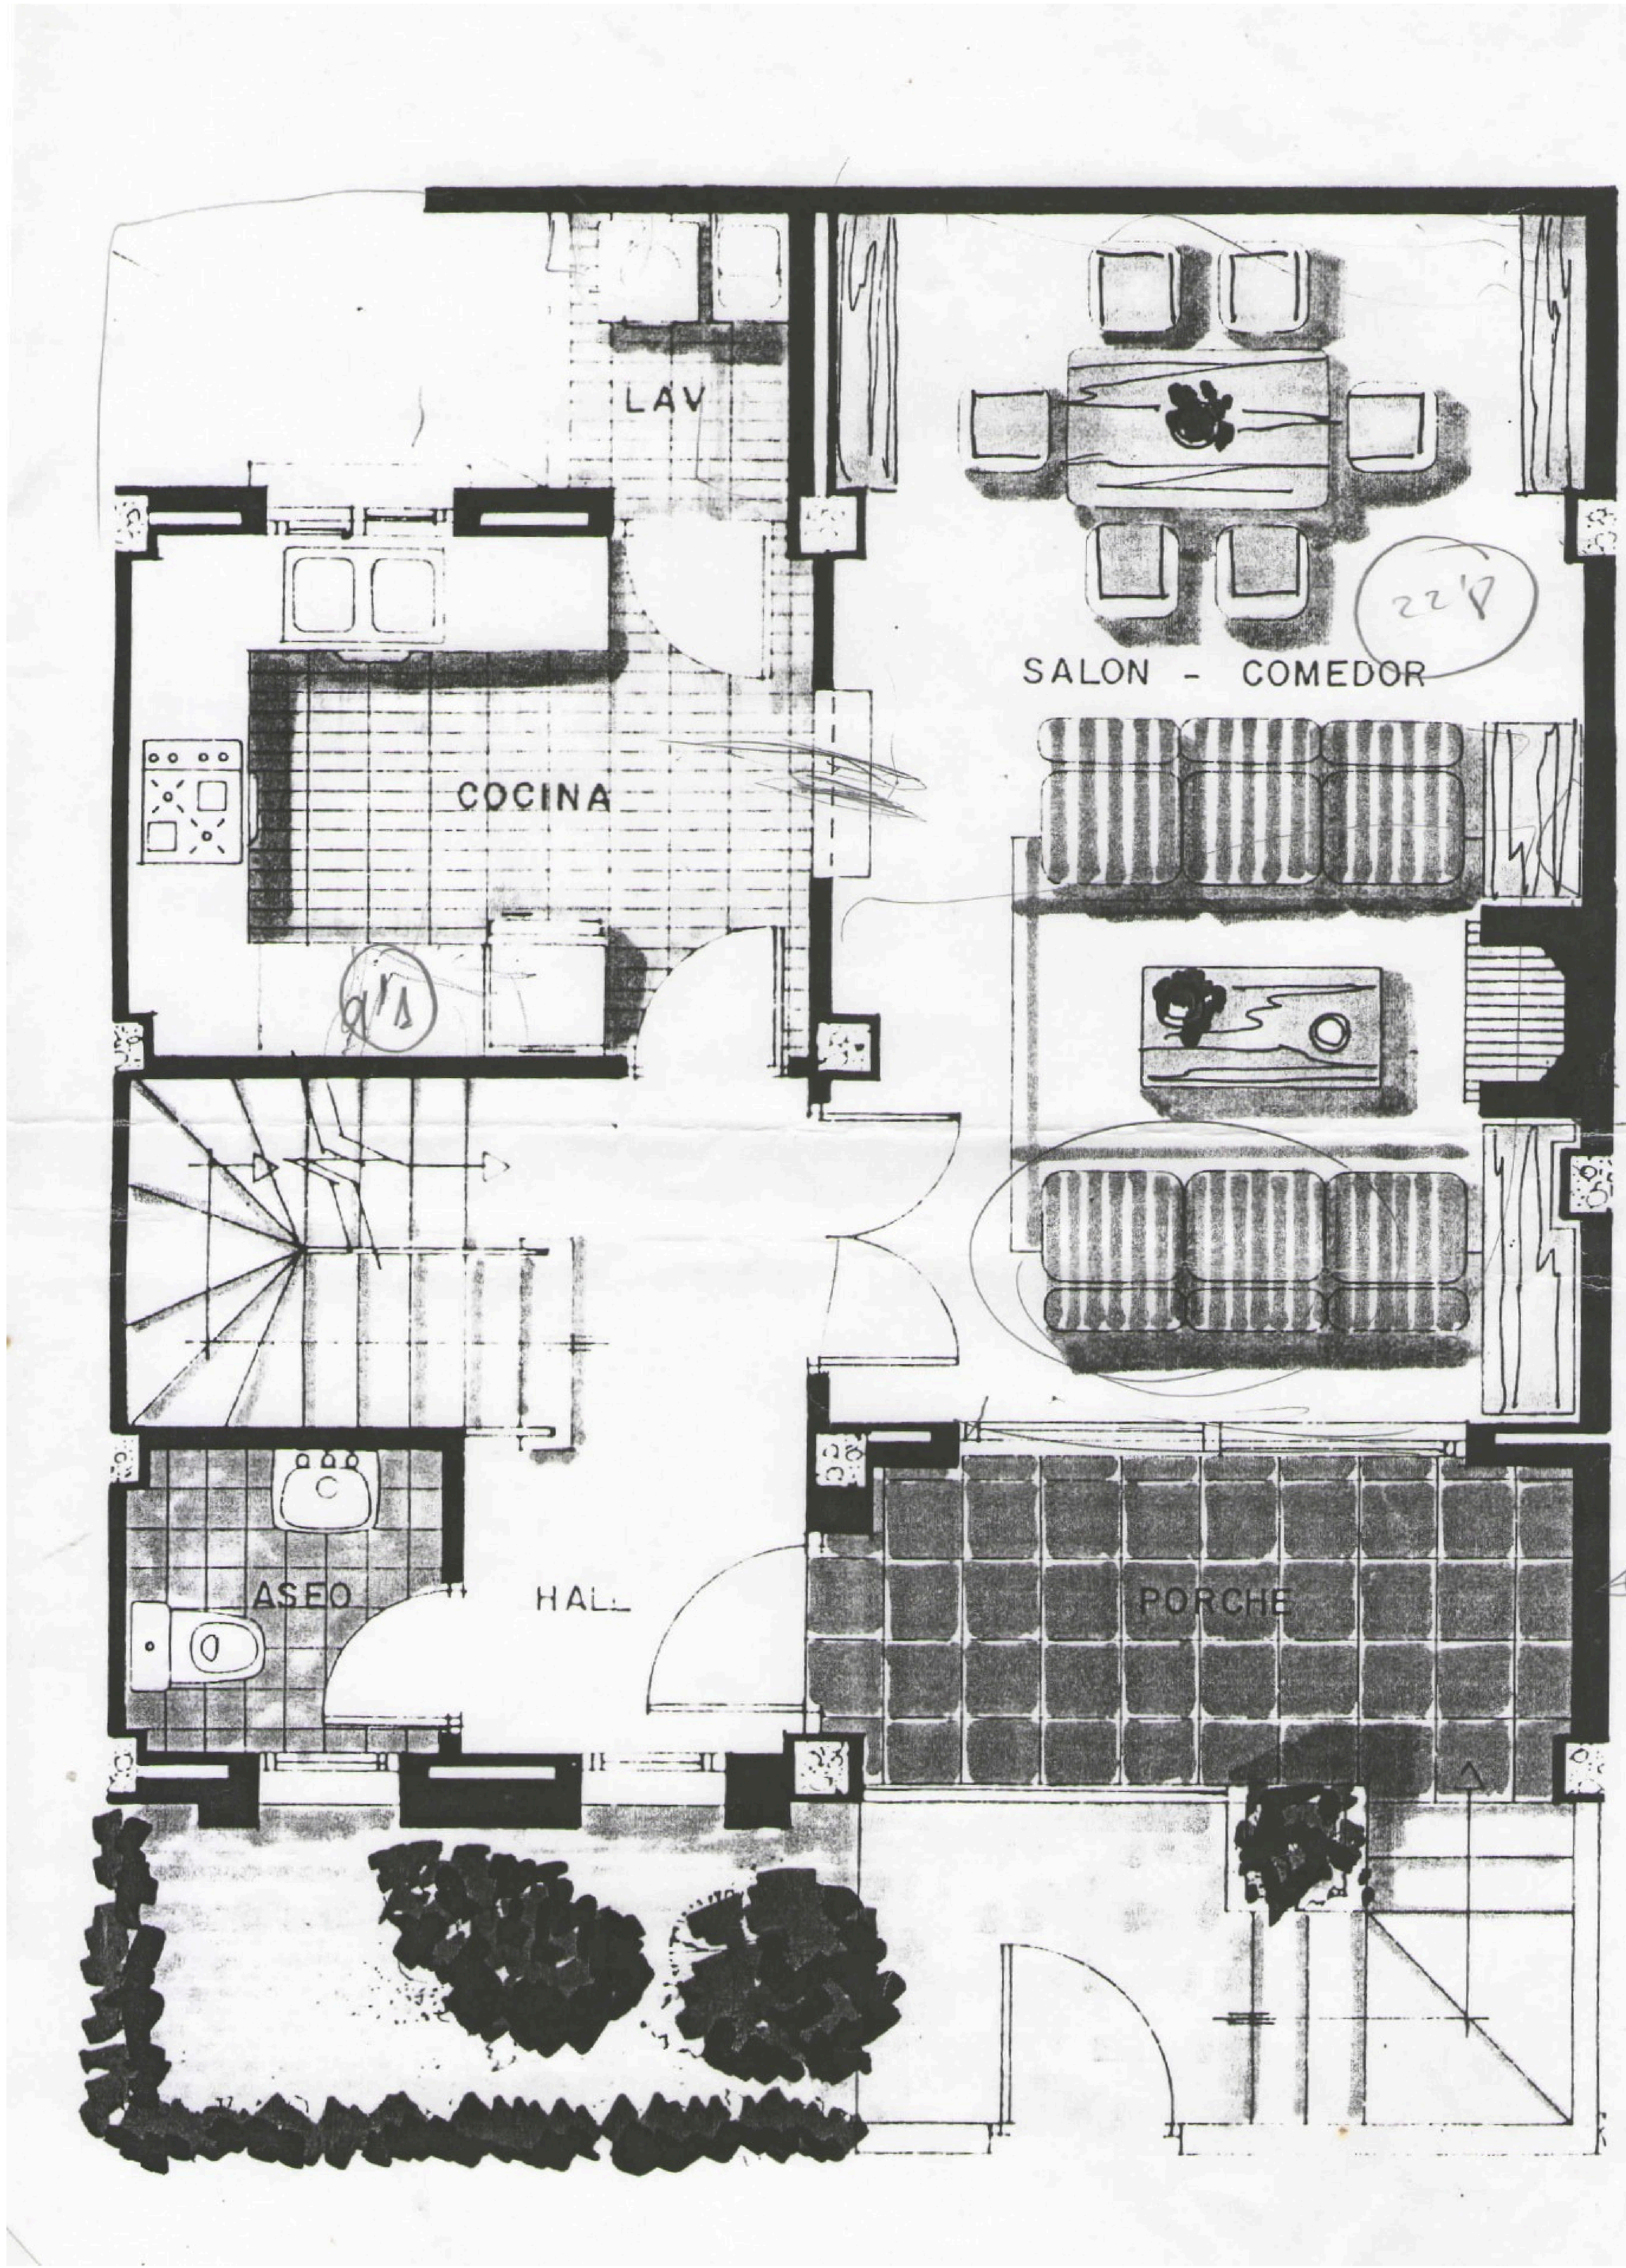 LAV
SALON - COMEDOR
COCINA
ASEO
HALL
PORCHE